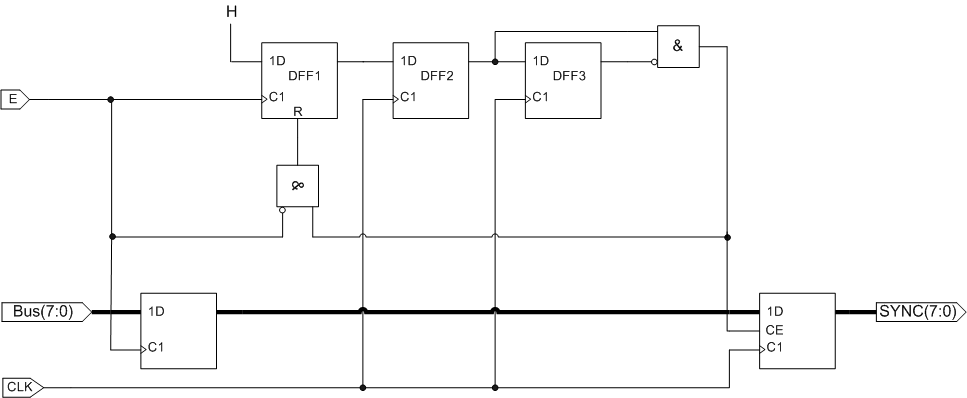 H
1D
DFF1
C1
R
1D
DFF2
C1
1D
DFF3
C1
&
E
&
Bus(7:0)
1D
C1
1D
CE
C1
SYNC(7:0)
CLK